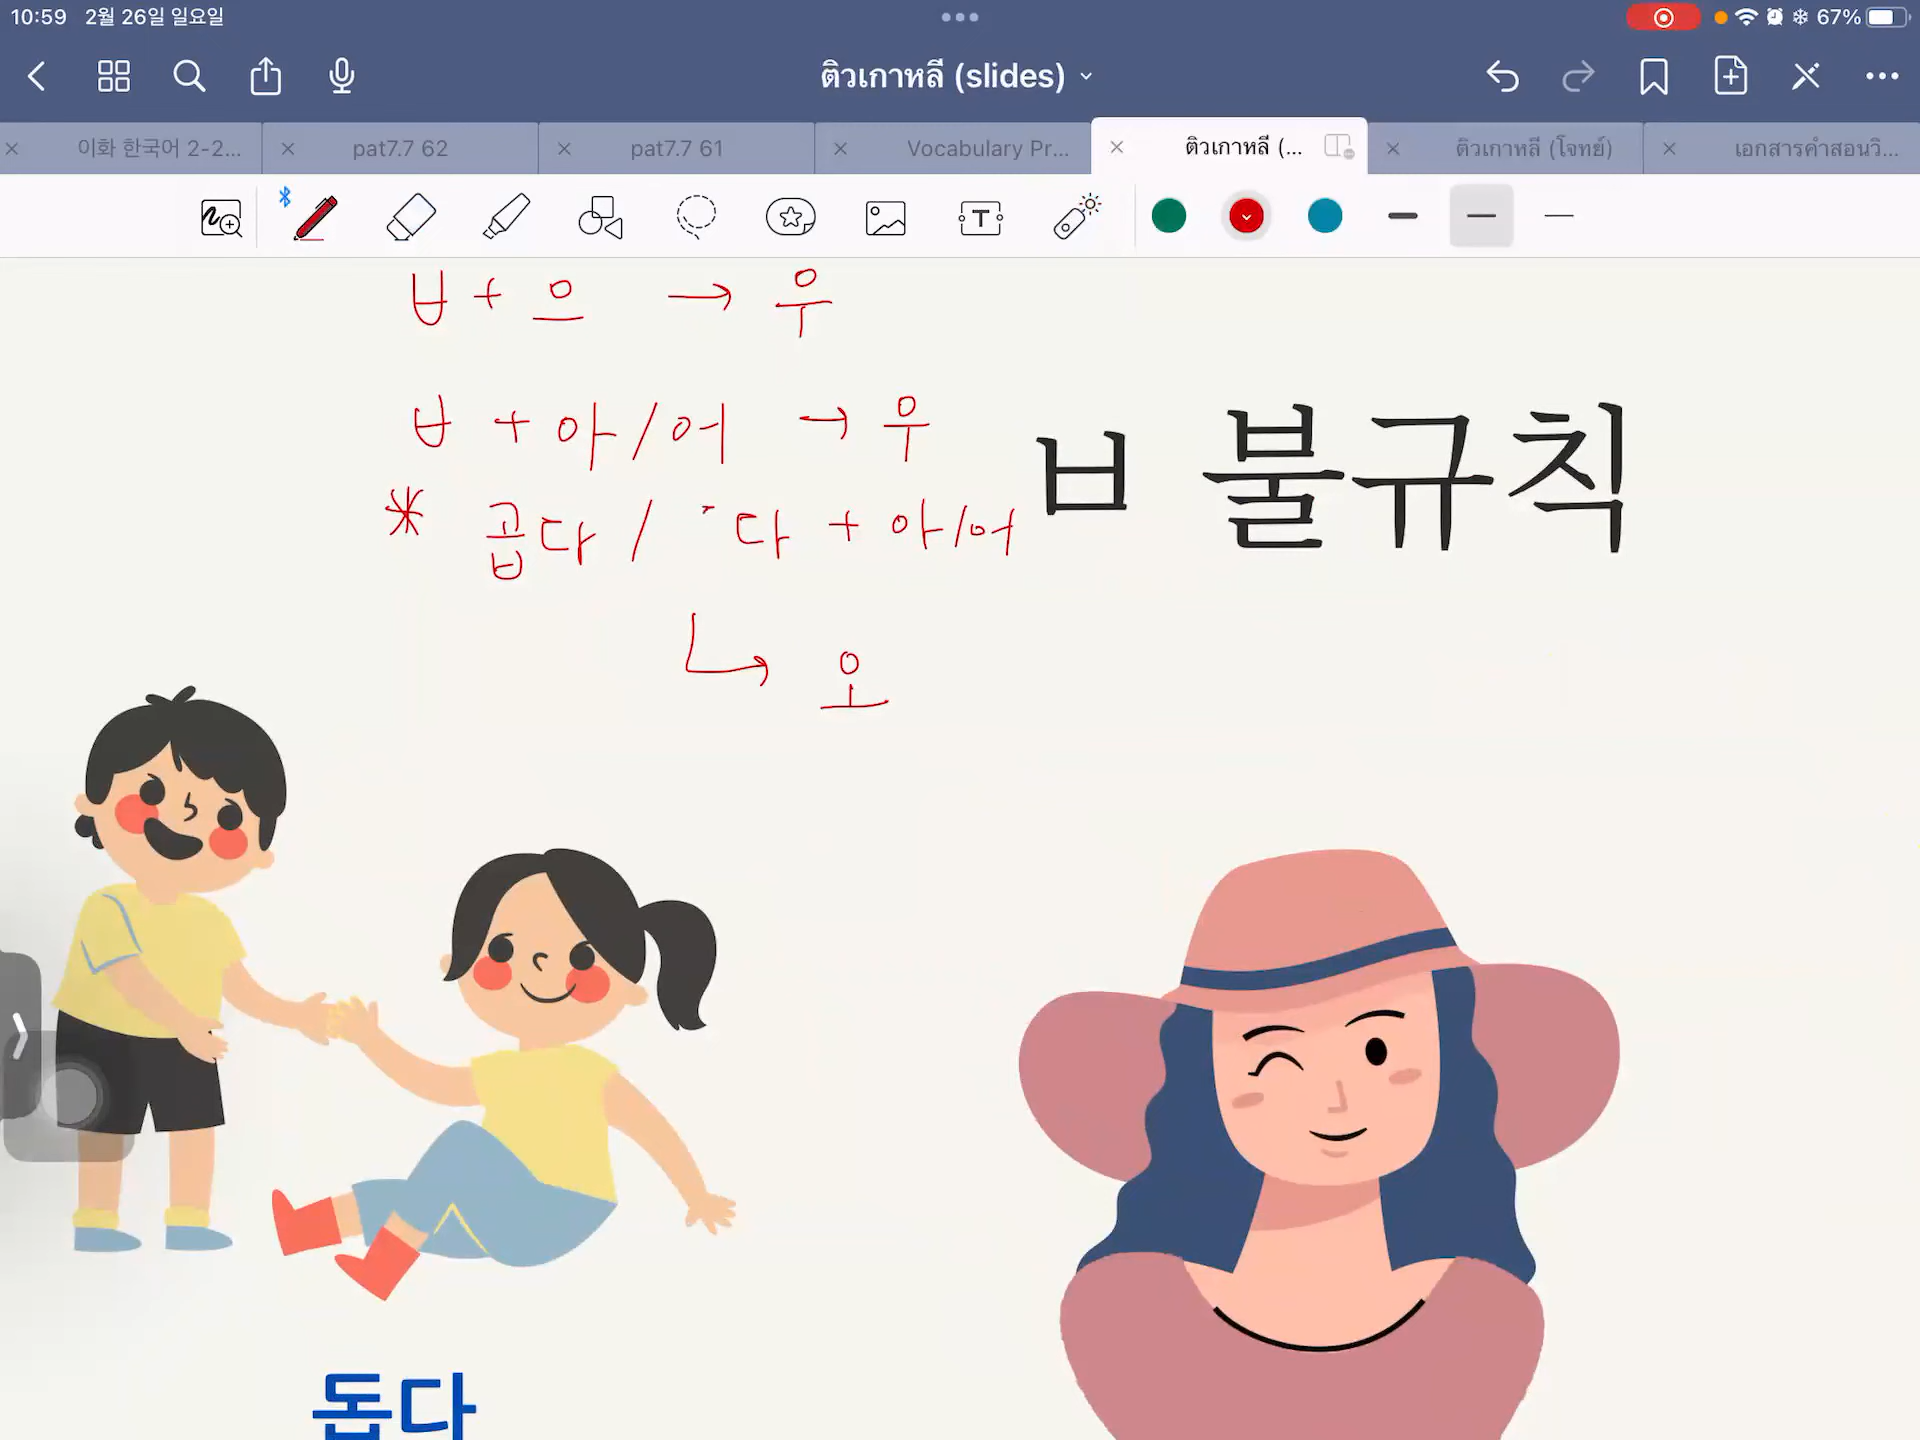 10:59 2월 26일 일요일
67%
ติวเกาหลี (slides)
이화 한국어 2-2...
pat7.7 62
pat7.7 61
Vocabulary Pr...
ติวเกาหลี (...
ติวเกาหลี (โจทย์)
เอกสารคำสอนวิ...
ㅂ + 으 → 우
ㅂ + 아/어 → 우
ㅂ 불규칙
* 곱다 / 다 + 아/어
오
돕다